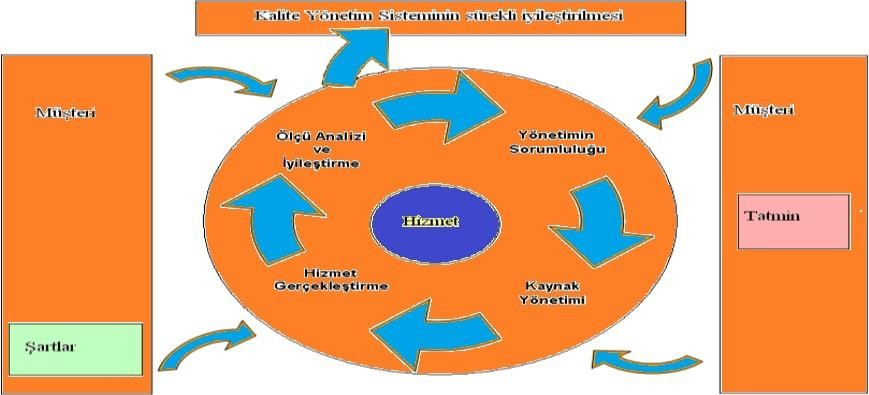 Kalite Yönetim Sisteminin sürekli iyileştirilmesi
Müşteri
Şartlar
Ölçü Analizi
ve
İyileştirme
Yönetimin
Sorumluluğu
Hizmet
Hizmet
Gerçekleştirme
Kaynak
Yönetimi
Müşteri
Tatmin